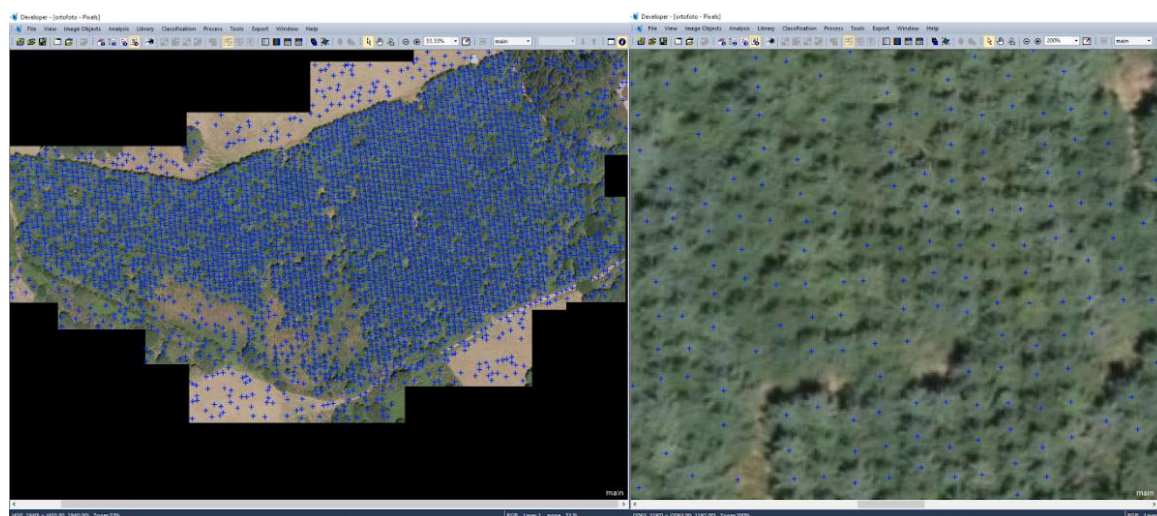 Developer - [ortofoto - Pixels]
File View Image Objects Analysis Library Classification Process Tools Export Window Help
main
main
Developer - [ortofoto - Pixels]
File View Image Objects Analysis Library Classification Process Tools Export Window Help
200%
main
main